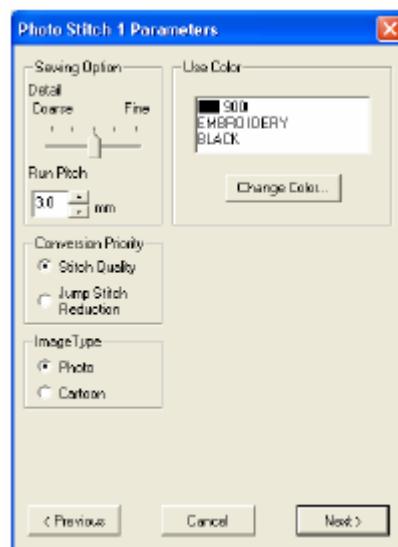 Photo Stitch 1 Parameters
Sewing Option
Detail
Coarse Fine
Run Pitch
3.0 mm
Conversion Priority
Stitch Quality
Jump Stitch
Reduction
Image Type
Photo
Cartoon
Use Color
900
EMBROIDERY
BLACK
Change Color...
< Previous
Cancel
Next >